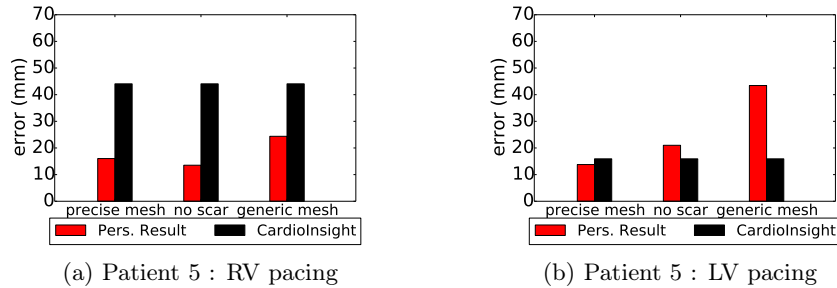 70
60
50
40
30
20
10
0
error (mm)
precise mesh no scar generic mesh
Pers. Result CardioInsight
(a) Patient 5 : RV pacing
70
60
50
40
30
20
10
0
error (mm)
precise mesh no scar generic mesh
Pers. Result CardioInsight
(b) Patient 5 : LV pacing